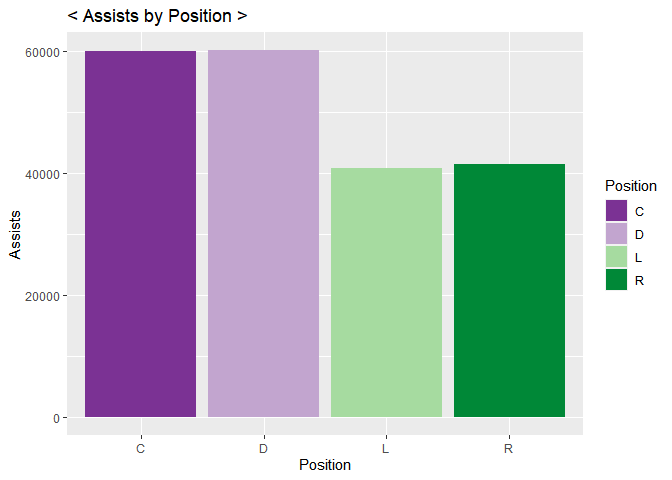 < Assists by Position >
Assists
60000
40000
20000
0
C D L R
Position
Position
C
D
L
R